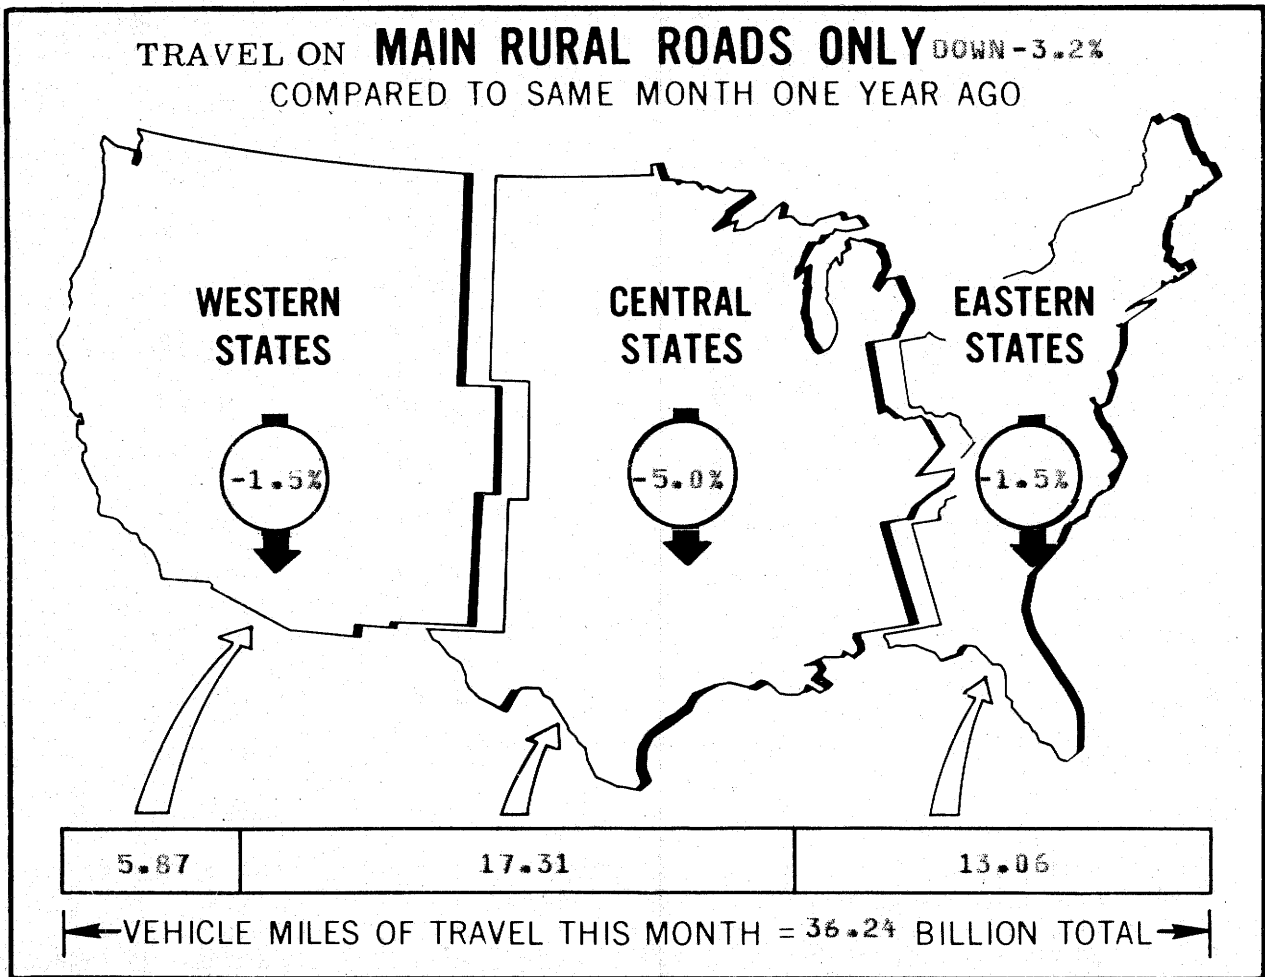 TRAVEL ON MAIN RURAL ROADS ONLY DOWN -3.2%
COMPARED TO SAME MONTH ONE YEAR AGO
WESTERN
STATES
CENTRAL
STATES
EASTERN
STATES
-1.5%
-5.0%
-1.5%
5.87
17.31
13.06
VEHICLE MILES OF TRAVEL THIS MONTH = 36.24 BILLION TOTAL